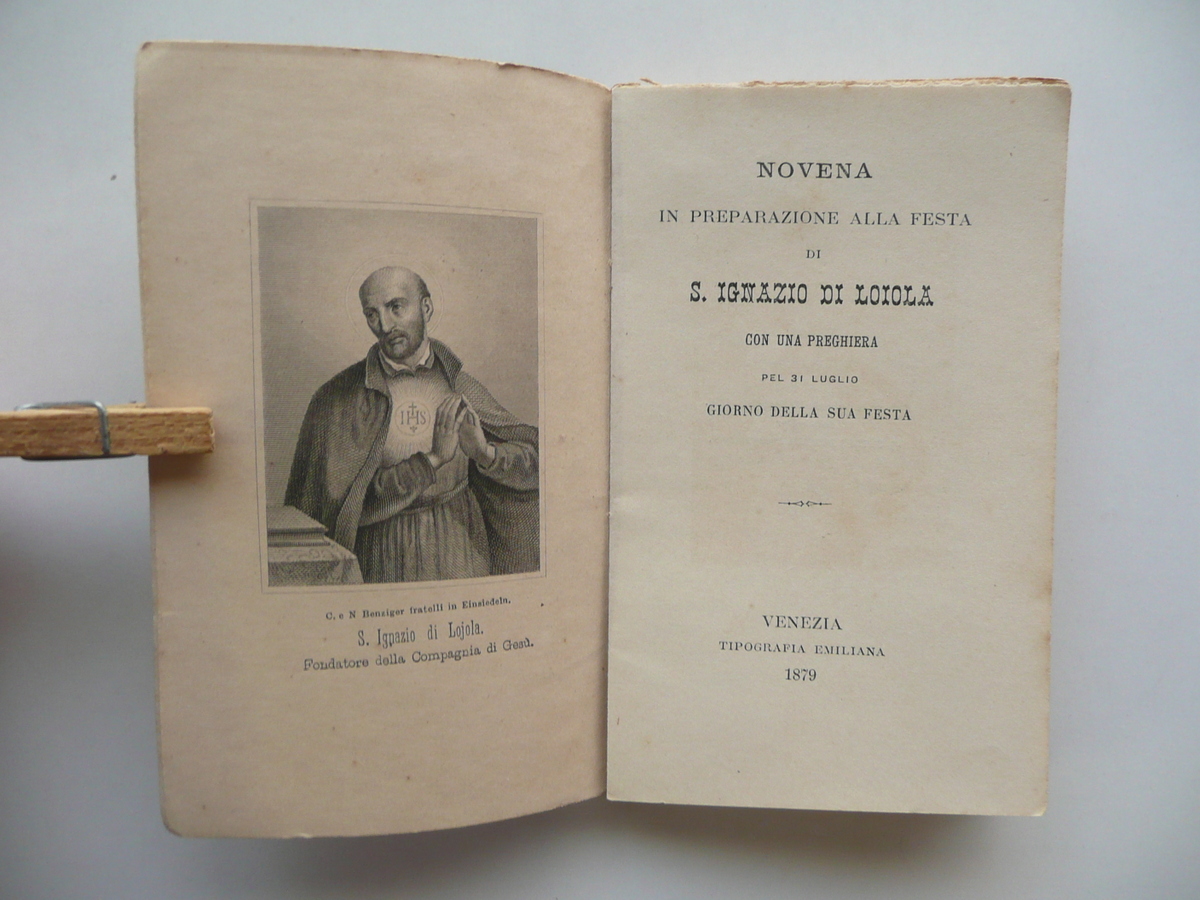 IHS
C. e N Benziger fratelli in Einsiedeln.
S. Ignazio di Lojola.
Fondatore della Compagnia di Gesù.
NOVENA
IN PREPARAZIONE ALLA FESTA
DI
S. IGNAZIO DI LOIOLA
CON UNA PREGHIERA
PEL 31 LUGLIO
GIORNO DELLA SUA FESTA
VENEZIA
TIPOGRAFIA EMILIANA
1879